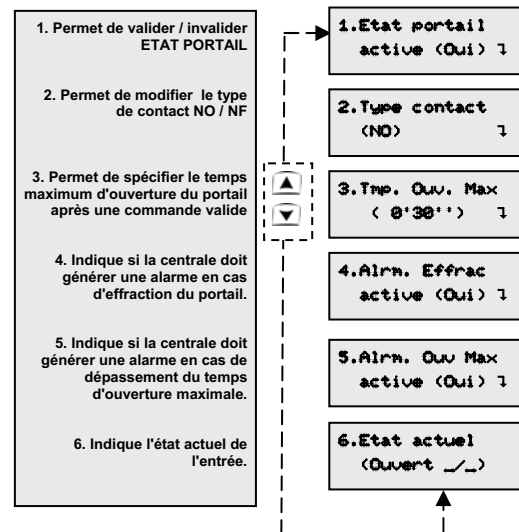 1. Permet de valider / invalider
ETAT PORTAIL
2. Permet de modifier le type
de contact NO / NF
3. Permet de spécifier le temps
maximum d'ouverture du portail
après une commande valide
4. Indique si la centrale doit
générer une alarme en cas
d'effraction du portail.
5. Indique si la centrale doit
générer une alarme en cas de
dépassement du temps
d'ouverture maximale.
6. Indique l'état actuel de
l'entrée.
1.Etat portail
active (Oui) ↴
2.Type contact
(NO) ↴
3.Tmp. Ouv. Max
( 0'30'') ↴
4.Alrm. Effrac
active (Oui) ↴
5.Alrm. Ouv Max
active (Oui) ↴
6.Etat actuel
(Ouvert _/_)